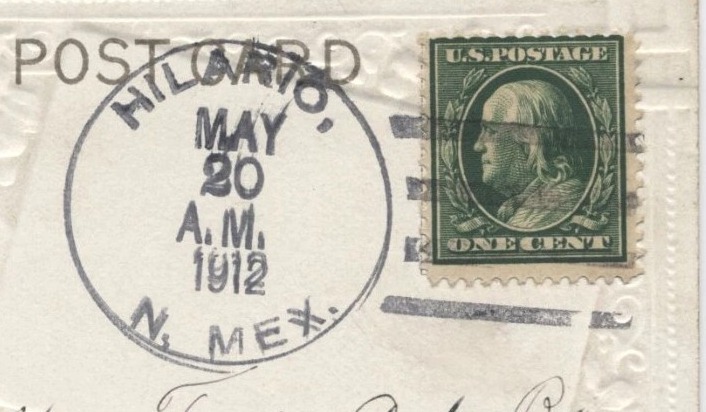 POST CARD
HILARIO,
MAY
20
A.M.
1912
N. MEX.
U.S. POSTAGE
ONE CENT